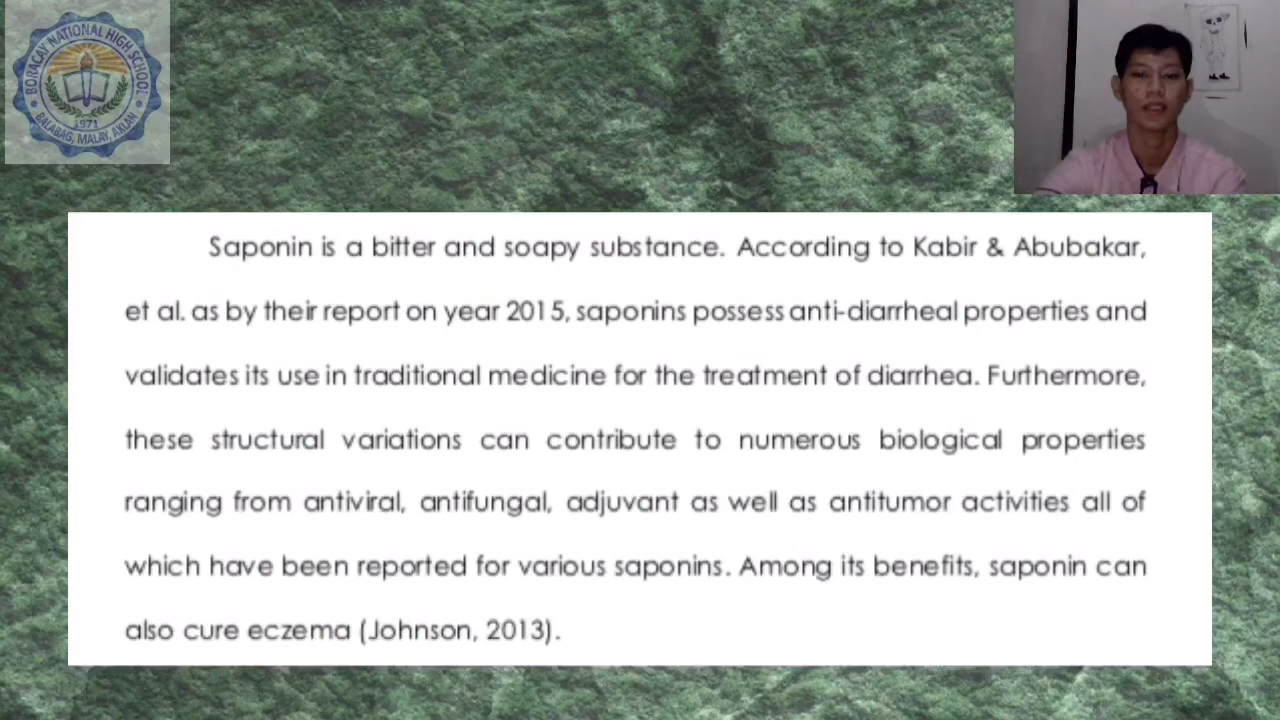 BORACAY NATIONAL HIGH SCHOOL
1971
BALABAG, MALAY, AKLAN
Saponin is a bitter and soapy substance. According to Kabir & Abubakar,
et al. as by their report on year 2015, saponins possess anti-diarrheal properties and
validates its use in traditional medicine for the treatment of diarrhea. Furthermore,
these structural variations can contribute to numerous biological properties
ranging from antiviral, antifungal, adjuvant as well as antitumor activities all of
which have been reported for various saponins. Among its benefits, saponin can
also cure eczema (Johnson, 2013).